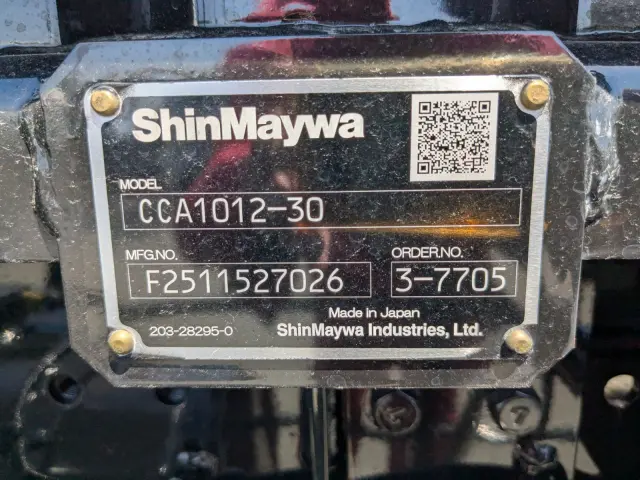 ShinMaywa
MODEL
CCA1012-30
MFG.NO. ORDER.NO.
F2511527026 3-7705
Made in Japan
203-28295-0 ShinMaywa Industries, Ltd.